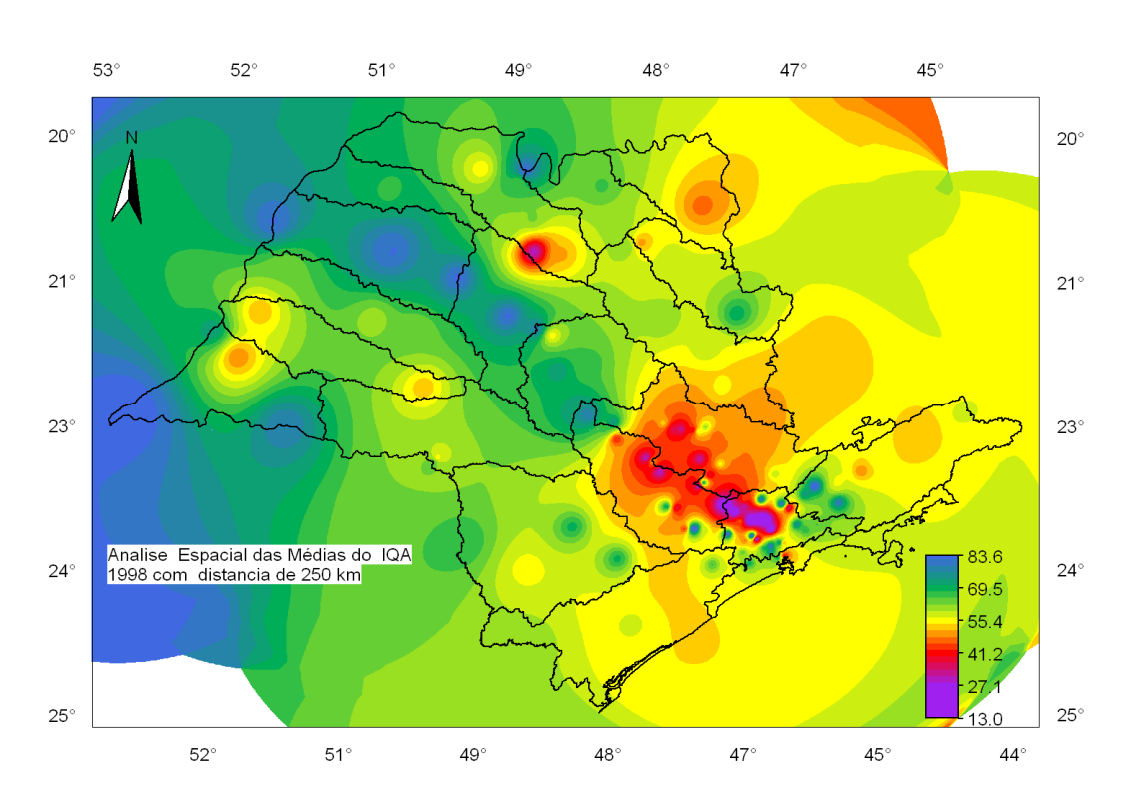 53° 52° 51° 49° 48° 47° 45°
N
20° 20°
21° 21°
22° 22°
23° 23°
Analise Espacial das Médias do IQA
1998 com distancia de 250 km
83.6
69.5
55.4
41.2
27.1
13.0
24° 24°
25° 25°
52° 51° 49° 48° 47° 45° 44°